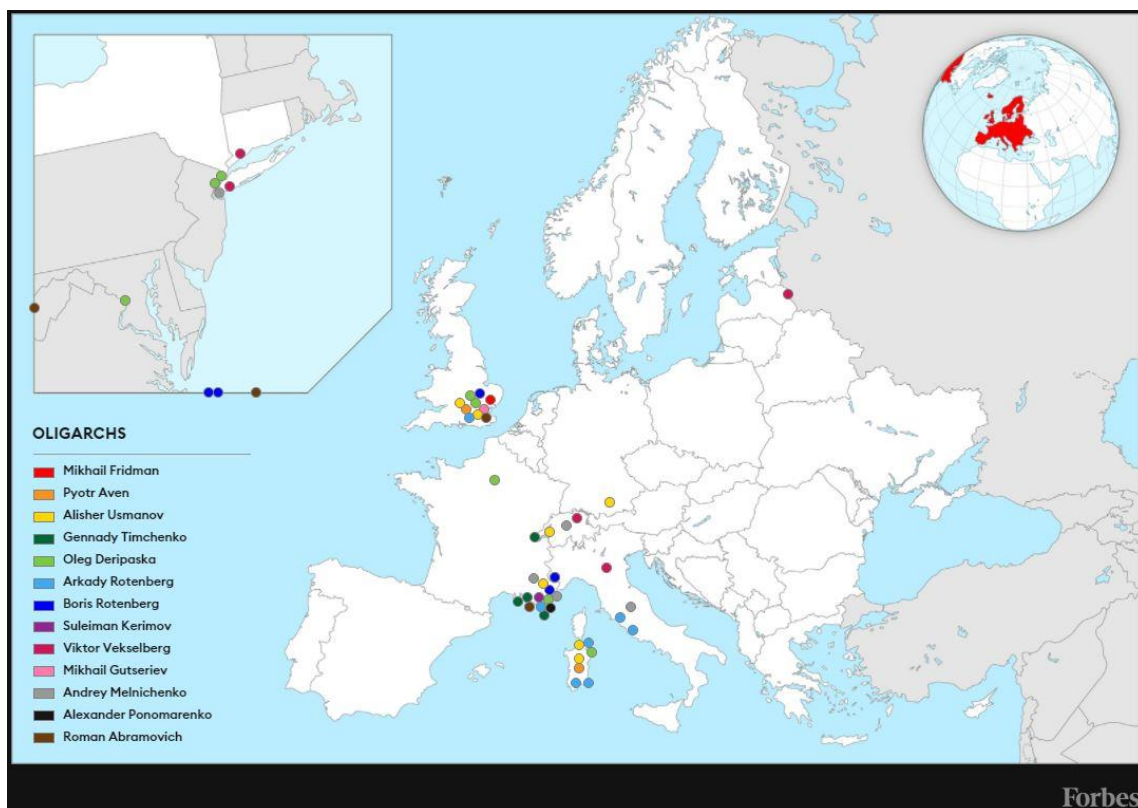 OLIGARCHS
Mikhail Fridman
Pyotr Aven
Alisher Usmanov
Gennady Timchenko
Oleg Deripaska
Arkady Rotenberg
Boris Rotenberg
Suleiman Kerimov
Viktor Vekselberg
Mikhail Gutseriev
Andrey Melnichenko
Alexander Ponomarenko
Roman Abramovich
Forbes